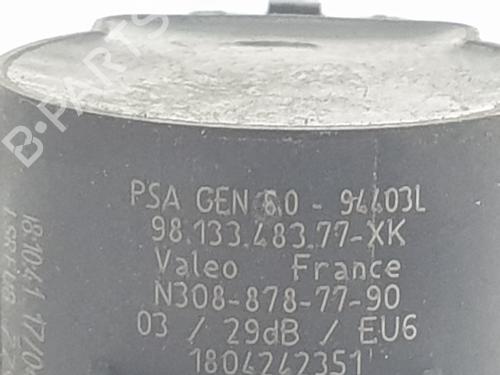 B-PARTS
PSA GEN 6.0 - 94403L
98.133.483.77-XK
Valeo France
N308-878-77-90
03 / 29dB / EU6
1804242351